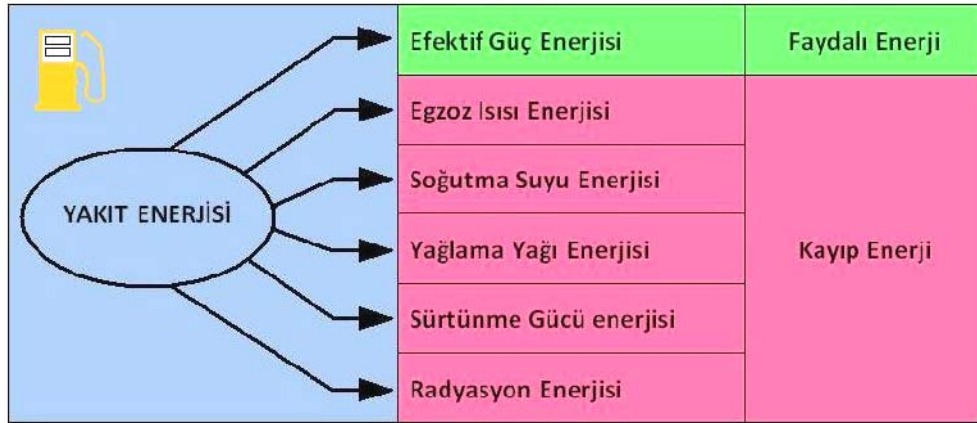 Efektif Güç Enerjisi
Faydalı Enerji
Egzoz Isısı Enerjisi
Soğutma Suyu Enerjisi
YAKIT ENERJİSİ
Yağlama Yağı Enerjisi
Kayıp Enerji
Sürtünme Gücü enerjisi
Radyasyon Enerjisi